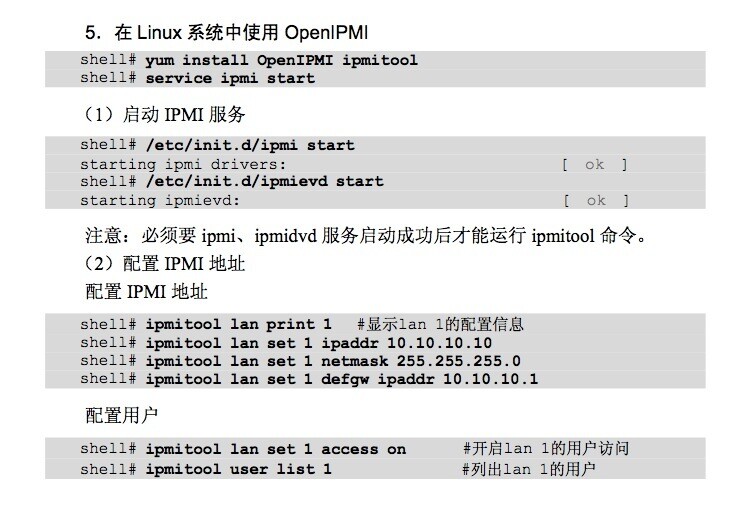 5．在 Linux 系统中使用 OpenIPMI
shell# yum install OpenIPMI ipmitool
shell# service ipmi start
（1）启动 IPMI 服务
shell# /etc/init.d/ipmi start
starting ipmi drivers: [ ok ]
shell# /etc/init.d/ipmievd start
starting ipmievd: [ ok ]
注意：必须要 ipmi、ipmidvd 服务启动成功后才能运行 ipmitool 命令。
（2）配置 IPMI 地址
配置 IPMI 地址
shell# ipmitool lan print 1 #显示lan 1的配置信息
shell# ipmitool lan set 1 ipaddr 10.10.10.10
shell# ipmitool lan set 1 netmask 255.255.255.0
shell# ipmitool lan set 1 defgw ipaddr 10.10.10.1
配置用户
shell# ipmitool lan set 1 access on #开启lan 1的用户访问
shell# ipmitool user list 1 #列出lan 1的用户